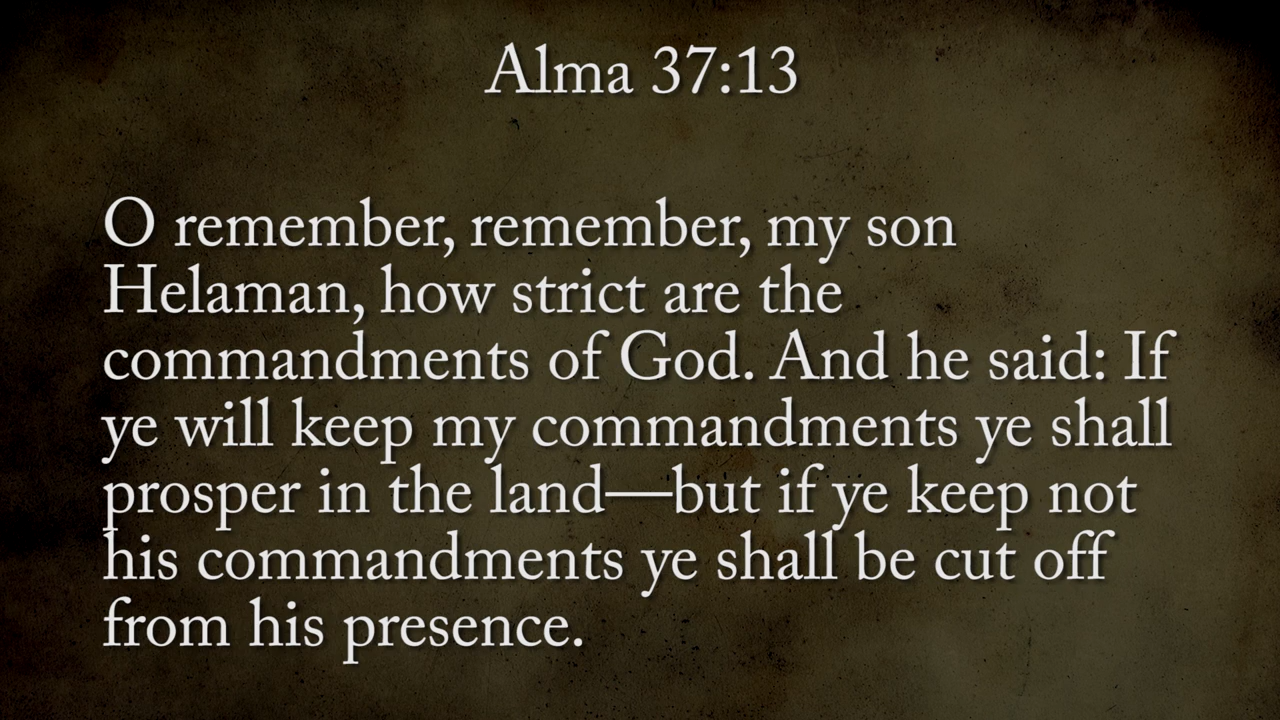 Alma 37:13
O remember, remember, my son
Helaman, how strict are the
commandments of God. And he said: If
ye will keep my commandments ye shall
prosper in the land—but if ye keep not
his commandments ye shall be cut off
from his presence.